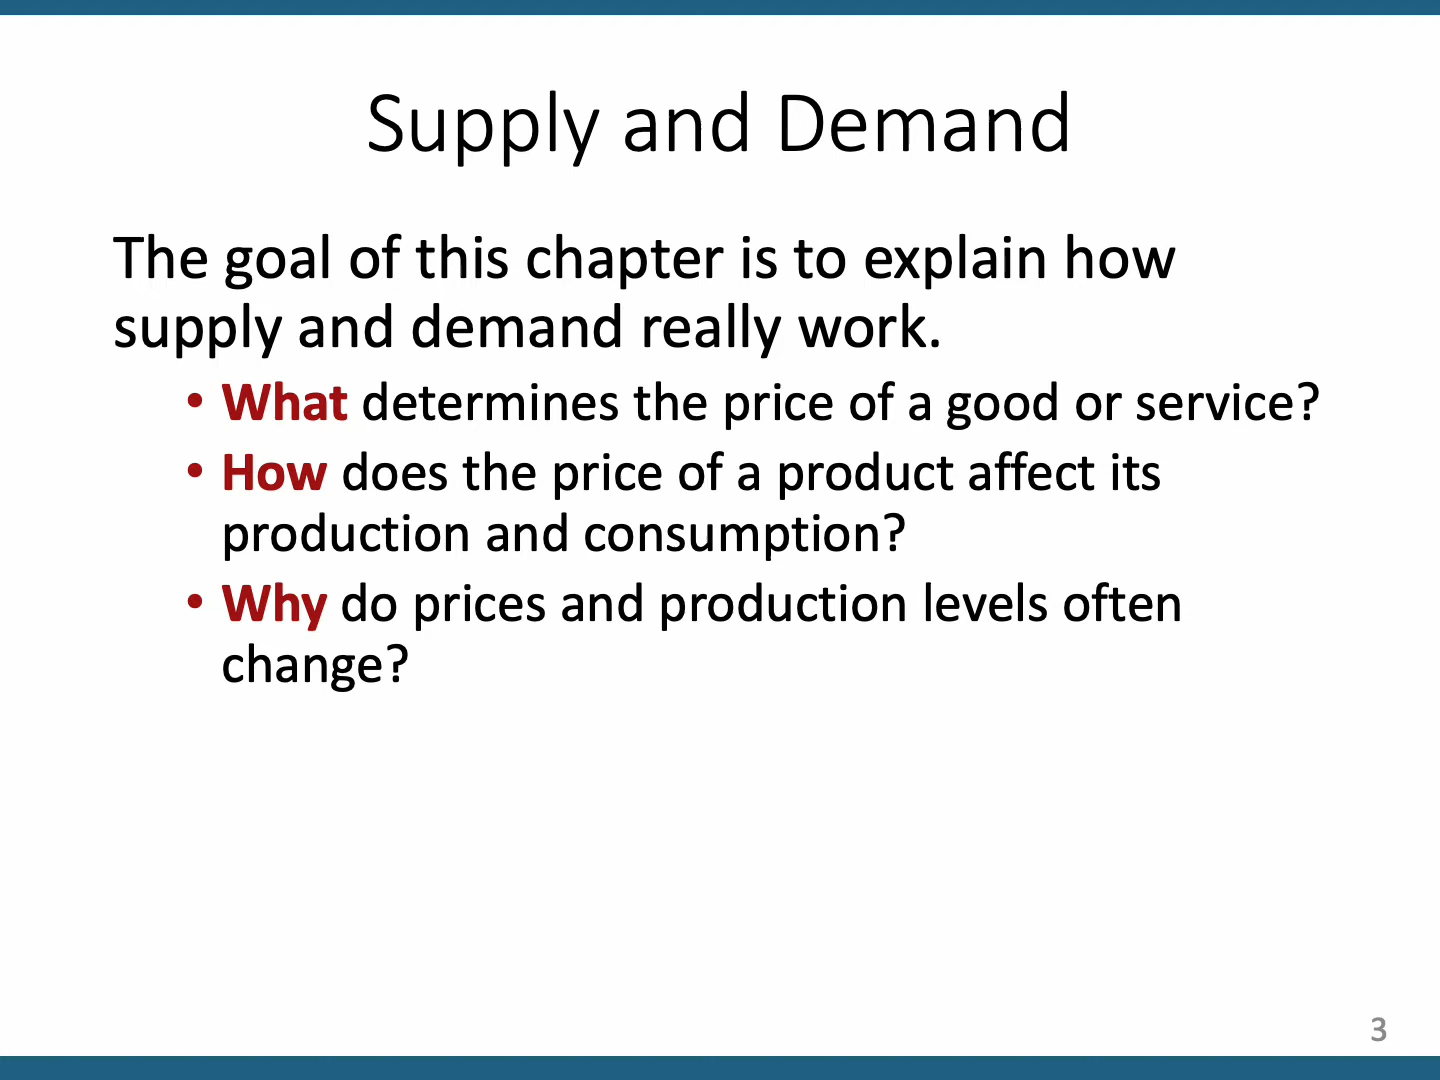 Supply and Demand
The goal of this chapter is to explain how
supply and demand really work.
• What determines the price of a good or service?
• How does the price of a product affect its
production and consumption?
• Why do prices and production levels often
change?
3